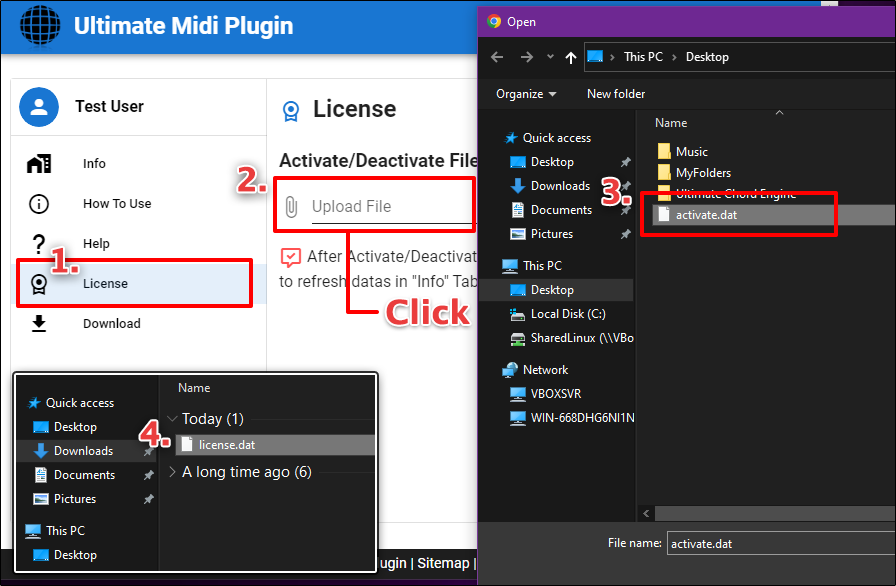 Ultimate Midi Plugin
Test User
Info
How To Use
Help
1.
License
Download
License
Activate/Deactivate File
2.
Upload File
After Activate/Deactivat
to refresh datas in "Info" Tab
Click
Open
This PC > Desktop
Organize
New folder
Quick access
Desktop
Downloads
Documents
Pictures
This PC
Desktop
Local Disk (C:)
SharedLinux (\\VBo
Network
VBOXSVR
WIN-668DHG6NI1N
Name
Music
MyFolders
Ultimate Chord Engine
3.
activate.dat
File name: activate.dat
Quick access
Desktop
Downloads
Documents
Pictures
This PC
Desktop
Name
Today (1)
4.
license.dat
A long time ago (6)
ugin | Sitemap |